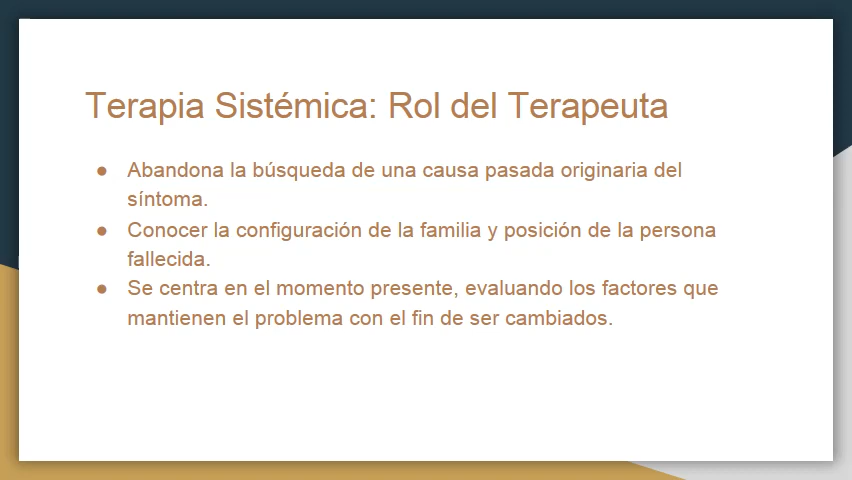 Terapia Sistémica: Rol del Terapeuta
● Abandona la búsqueda de una causa pasada originaria del
síntoma.
● Conocer la configuración de la familia y posición de la persona
fallecida.
● Se centra en el momento presente, evaluando los factores que
mantienen el problema con el fin de ser cambiados.